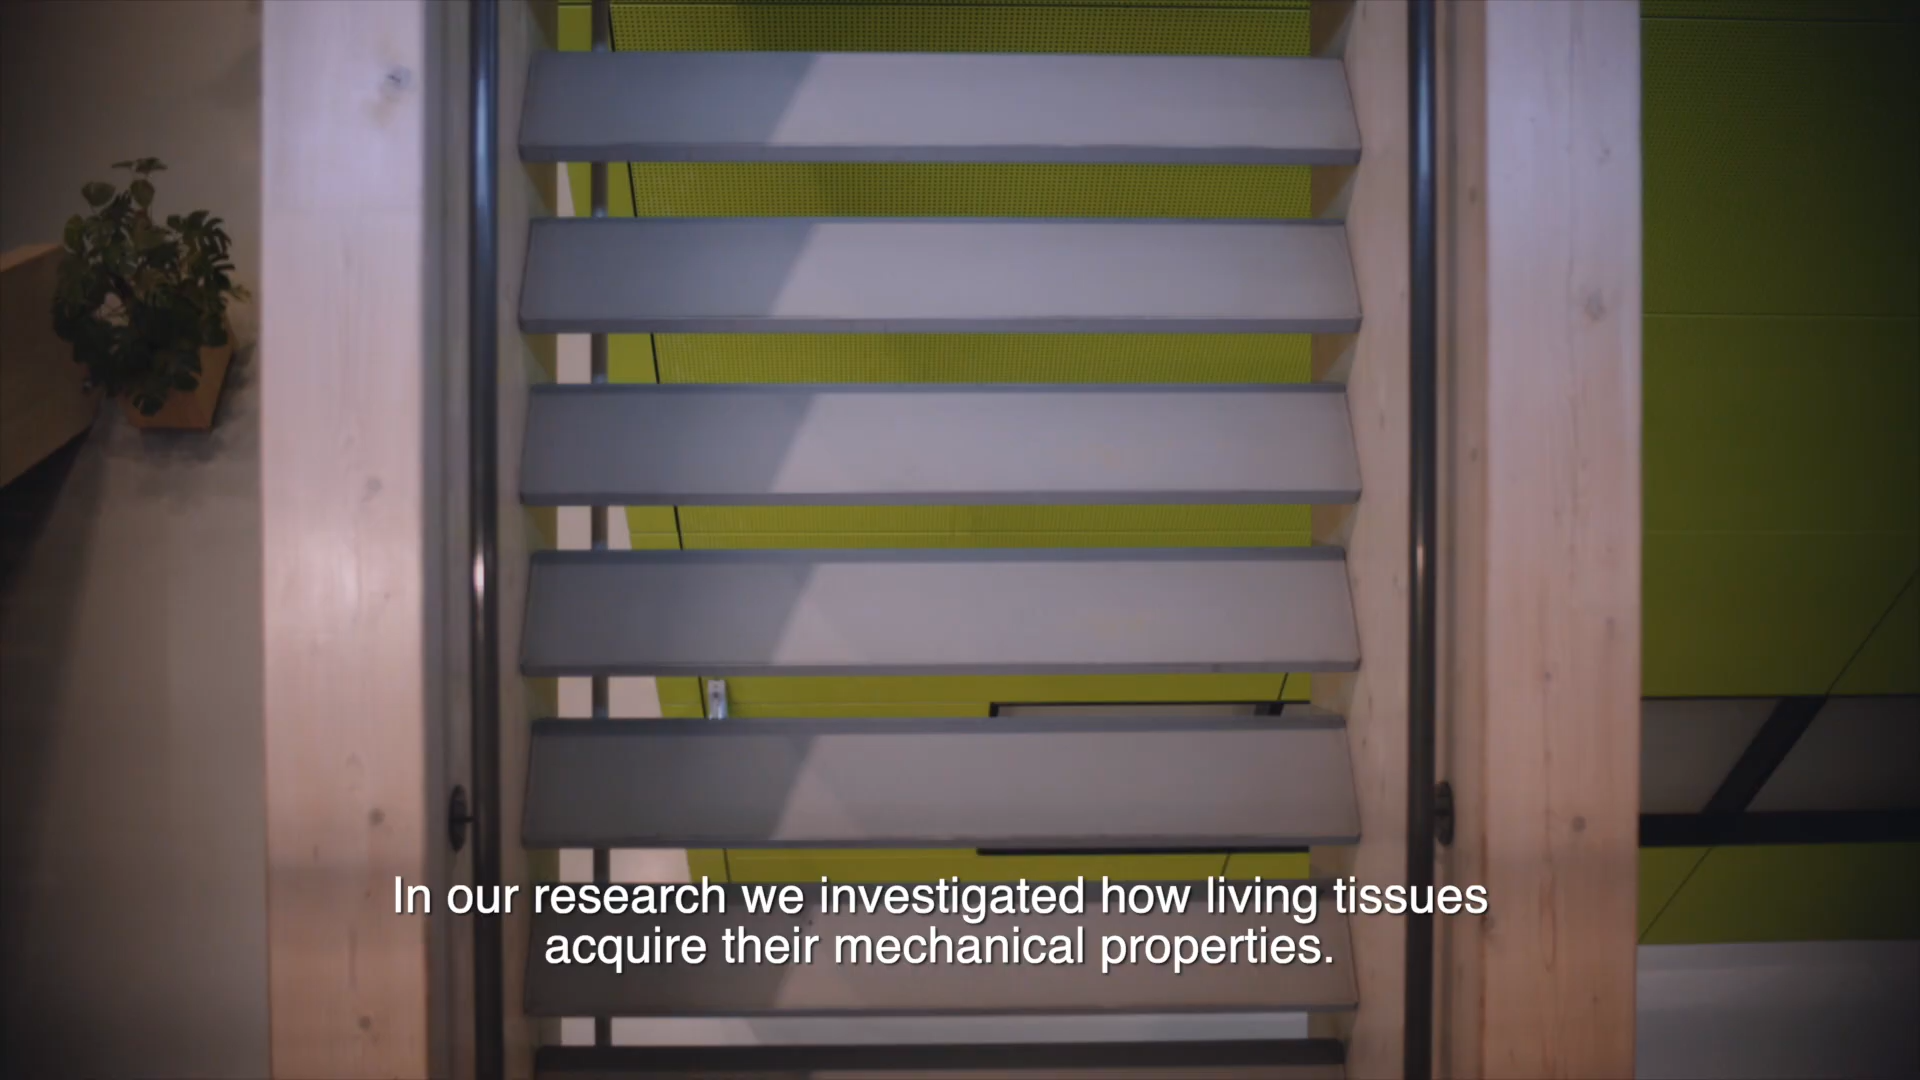 In our research we investigated how living tissues
acquire their mechanical properties.